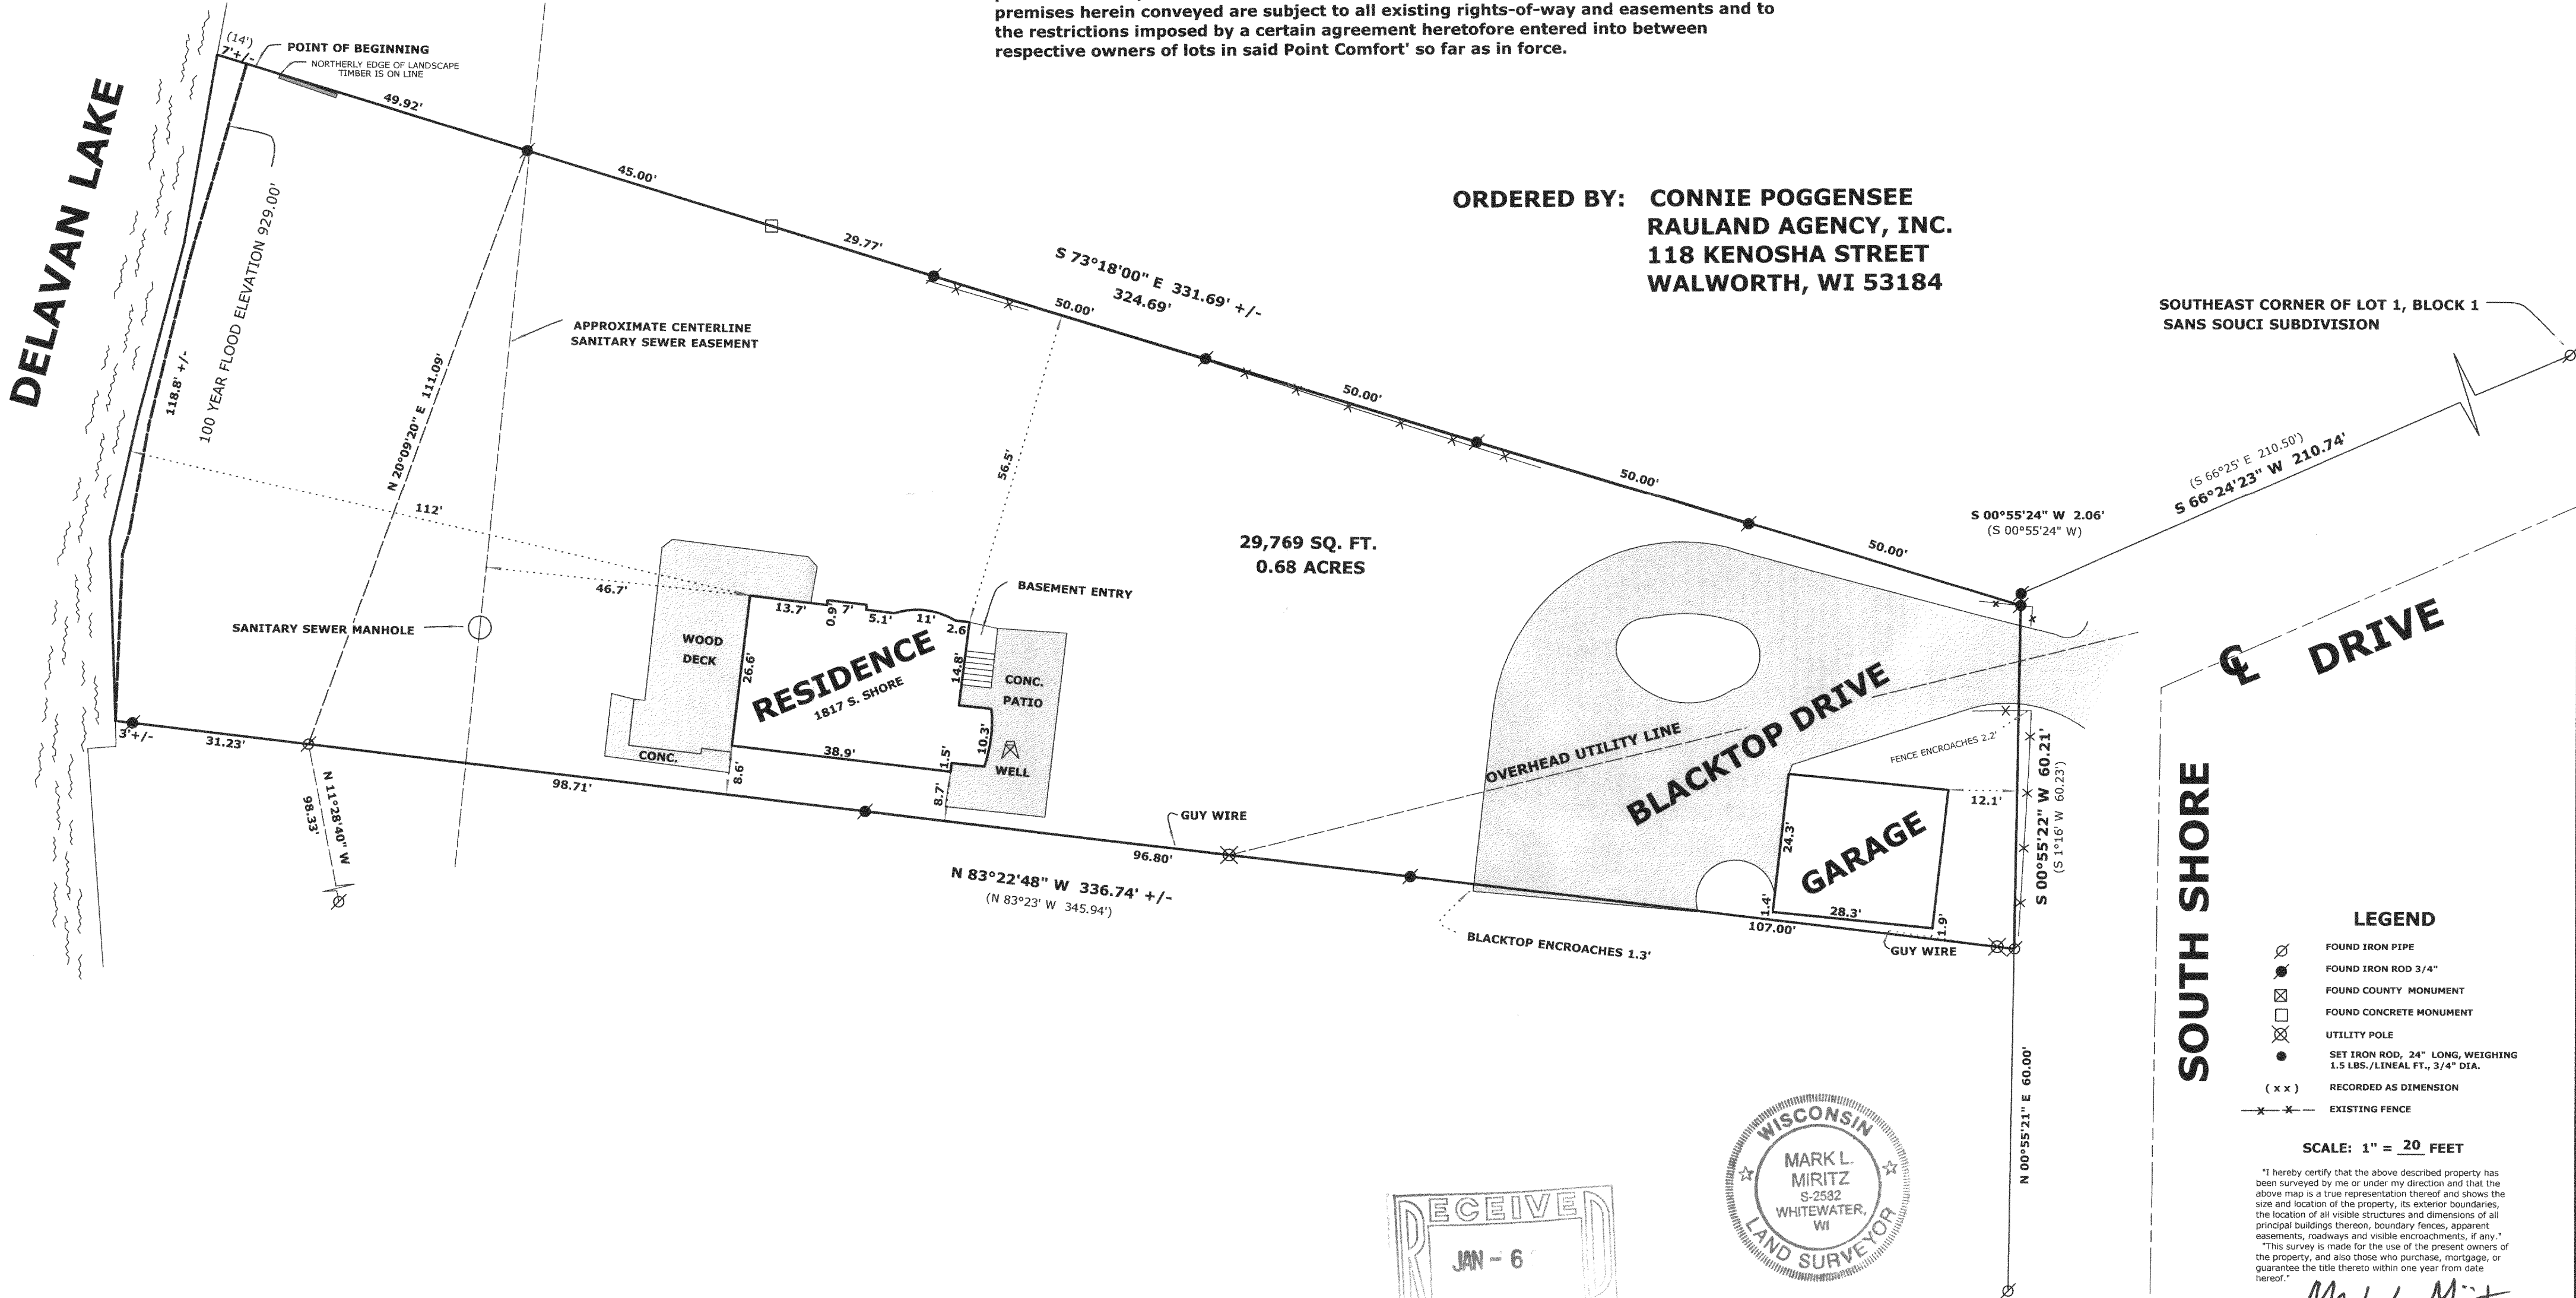 premises herein conveyed are subject to all existing rights-of-way and easements and to
the restrictions imposed by a certain agreement heretofore entered into between
respective owners of lots in said Point Comfort' so far as in force.
(14')
7'+/-
POINT OF BEGINNING
NORTHERLY EDGE OF LANDSCAPE
TIMBER IS ON LINE
49.92'
DELAVAN LAKE
45.00'
29.77'
S 73°18'00" E 331.69' +/-
324.69'
50.00'
ORDERED BY: CONNIE POGGENSEE
RAULAND AGENCY, INC.
118 KENOSHA STREET
WALWORTH, WI 53184
SOUTHEAST CORNER OF LOT 1, BLOCK 1
SANS SOUCI SUBDIVISION
100 YEAR FLOOD ELEVATION 929.00'
118.8' +/-
N 20°09'20" E 111.09'
APPROXIMATE CENTERLINE
SANITARY SEWER EASEMENT
56.5'
50.00'
50.00'
50.00'
(S 66°25' E 210.50')
S 66°24'23" W 210.74'
S 00°55'24" W 2.06'
(S 00°55'24" W)
112'
29,769 SQ. FT.
0.68 ACRES
46.7'
BASEMENT ENTRY
13.7'
0.9'
7'
5.1'
11'
2.6
SANITARY SEWER MANHOLE
WOOD
DECK
26.6'
RESIDENCE
1817 S. SHORE
14.8'
CONC.
PATIO
10.3'
WELL
38.9'
1.5'
CONC.
8.6'
8.7'
3'+/-
31.23'
98.71'
N 11°28'40" W
98.33'
GUY WIRE
96.80'
N 83°22'48" W 336.74' +/-
(N 83°23' W 345.94')
OVERHEAD UTILITY LINE
BLACKTOP DRIVE
FENCE ENCROACHES 2.2'
12.1'
24.3'
GARAGE
1.4'
28.3'
1.9'
107.00'
GUY WIRE
BLACKTOP ENCROACHES 1.3'
S 00°55'22" W 60.21'
(S 1°16' W 60.23')
N 00°55'21" E 60.00'
SOUTH SHORE
CL DRIVE
LEGEND
FOUND IRON PIPE
FOUND IRON ROD 3/4"
FOUND COUNTY MONUMENT
FOUND CONCRETE MONUMENT
UTILITY POLE
SET IRON ROD, 24" LONG, WEIGHING
1.5 LBS./LINEAL FT., 3/4" DIA.
(xx) RECORDED AS DIMENSION
EXISTING FENCE
SCALE: 1" = 20 FEET
"I hereby certify that the above described property has
been surveyed by me or under my direction and that the
above map is a true representation thereof and shows the
size and location of the property, its exterior boundaries,
the location of all visible structures and dimensions of all
principal buildings thereon, boundary fences, apparent
easements, roadways and visible encroachments, if any."
"This survey is made for the use of the present owners of
the property, and also those who purchase, mortgage, or
guarantee the title thereto within one year from date
hereof."
WISCONSIN
MARK L.
MIRITZ
S-2582
WHITEWATER,
WI
LAND SURVEYOR
RECEIVED
JAN - 6